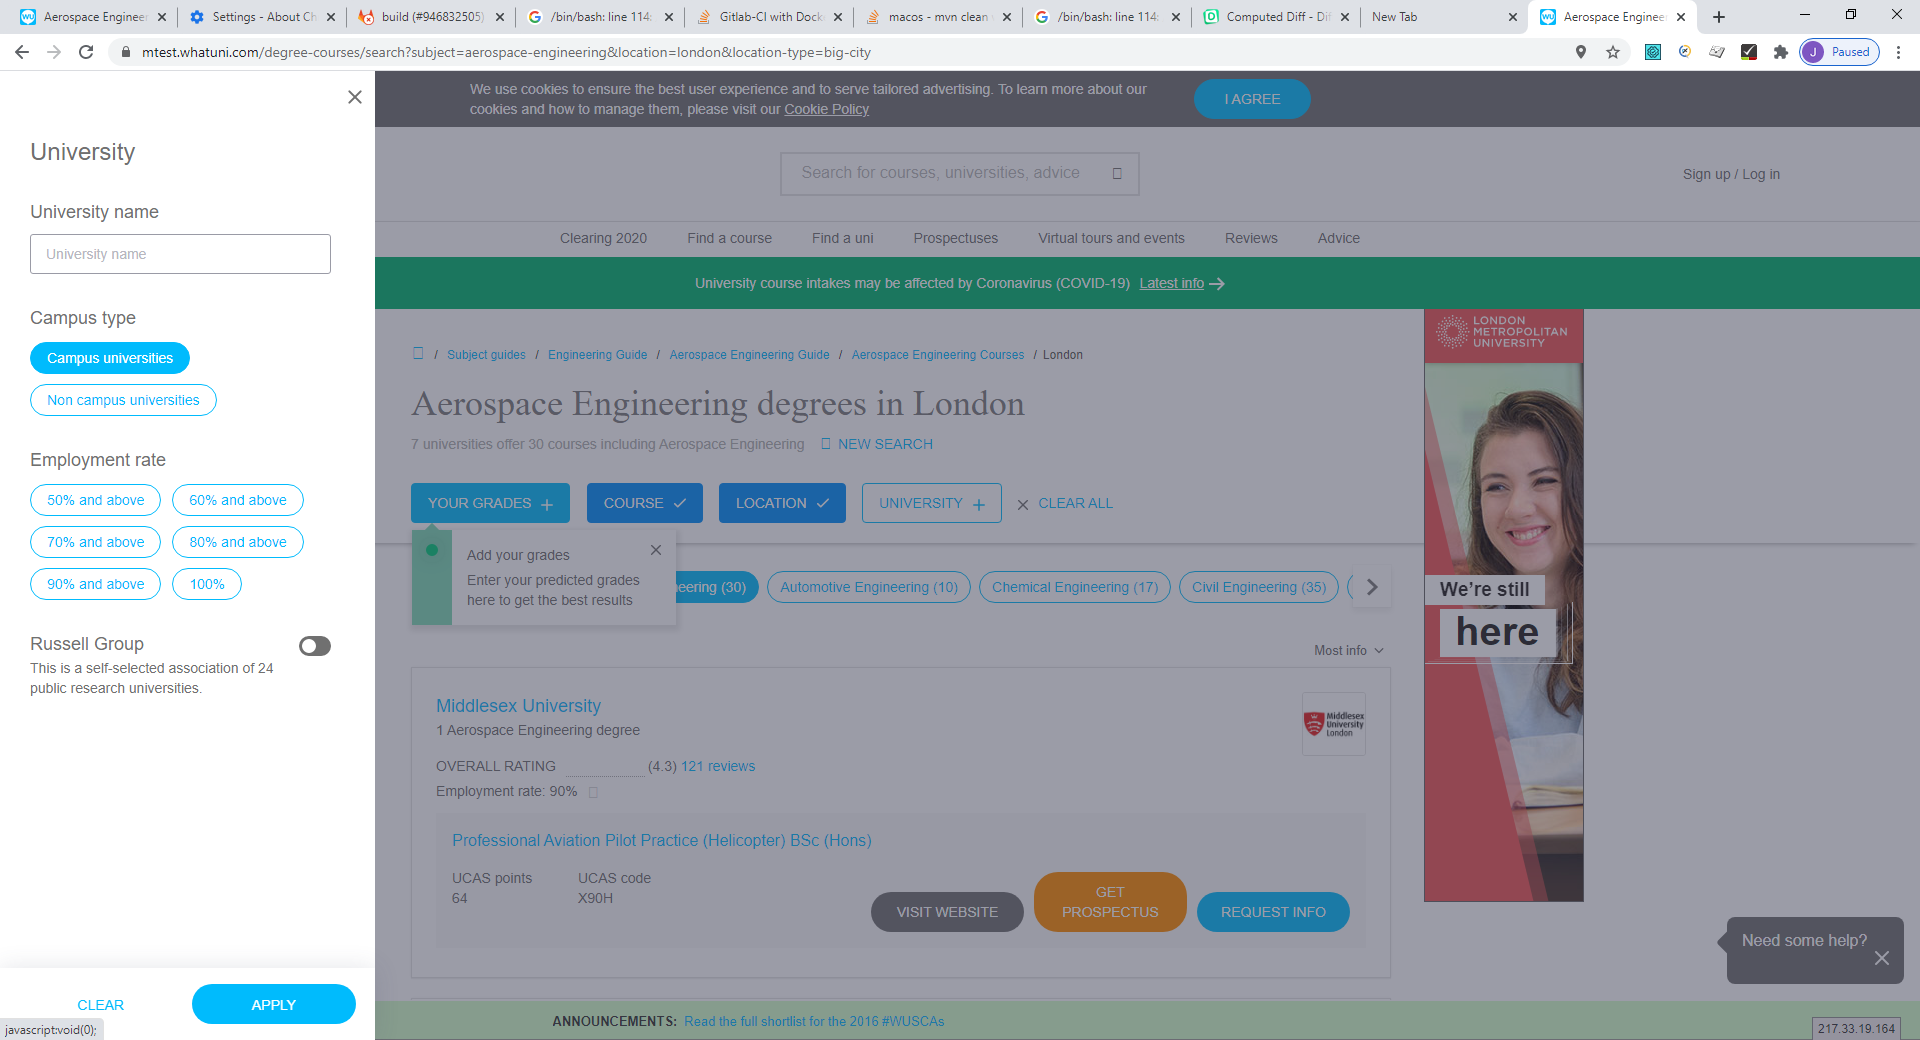 Aerospace Engineer
Settings - About Ch
build (#946832505)
/bin/bash: line 114:
Gitlab-CI with Dock
macos - mvn clean
/bin/bash: line 114:
Computed Diff - Dif
New Tab
Aerospace Engineer
mtest.whatuni.com/degree-courses/search?subject=aerospace-engineering&location=london&location-type=big-city
J Paused
We use cookies to ensure the best user experience and to serve tailored advertising. To learn more about our
cookies and how to manage them, please visit our Cookie Policy
I AGREE
University
University name
University name
Campus type
Campus universities
Non campus universities
Employment rate
50% and above 60% and above
70% and above 80% and above
90% and above 100%
Russell Group
This is a self-selected association of 24
public research universities.
CLEAR APPLY
javascript:void(0);
Search for courses, universities, advice
Sign up / Log in
Clearing 2020 Find a course Find a uni Prospectuses Virtual tours and events Reviews Advice
University course intakes may be affected by Coronavirus (COVID-19) Latest info
/ Subject guides / Engineering Guide / Aerospace Engineering Guide / Aerospace Engineering Courses / London
Aerospace Engineering degrees in London
7 universities offer 30 courses including Aerospace Engineering NEW SEARCH
YOUR GRADES COURSE LOCATION UNIVERSITY CLEAR ALL
Add your grades
Enter your predicted grades
here to get the best results
eering (30) Automotive Engineering (10) Chemical Engineering (17) Civil Engineering (35)
Most info
Middlesex University
1 Aerospace Engineering degree
OVERALL RATING (4.3) 121 reviews
Employment rate: 90%
Middlesex
University
London
Professional Aviation Pilot Practice (Helicopter) BSc (Hons)
UCAS points UCAS code
64 X90H
VISIT WEBSITE
GET
PROSPECTUS
REQUEST INFO
LONDON
METROPOLITAN
UNIVERSITY
We're still
here
Need some help?
ANNOUNCEMENTS: Read the full shortlist for the 2016 #WUSCAs
217.33.19.164